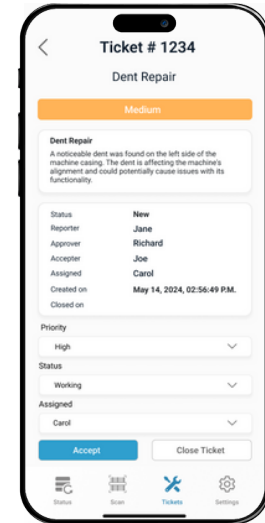 Ticket # 1234
Dent Repair
Medium
Dent Repair
A noticeable dent was found on the left side of the
machine casing. The dent is affecting the machine's
alignment and could potentially cause issues with its
functionality.
Status New
Reporter Jane
Approver Richard
Accepter Joe
Assigned Carol
Created on May 14, 2024, 02:56:49 P.M.
Closed on
Priority
High
Status
Working
Assigned
Carol
Accept Close Ticket
Status Scan Tickets Settings